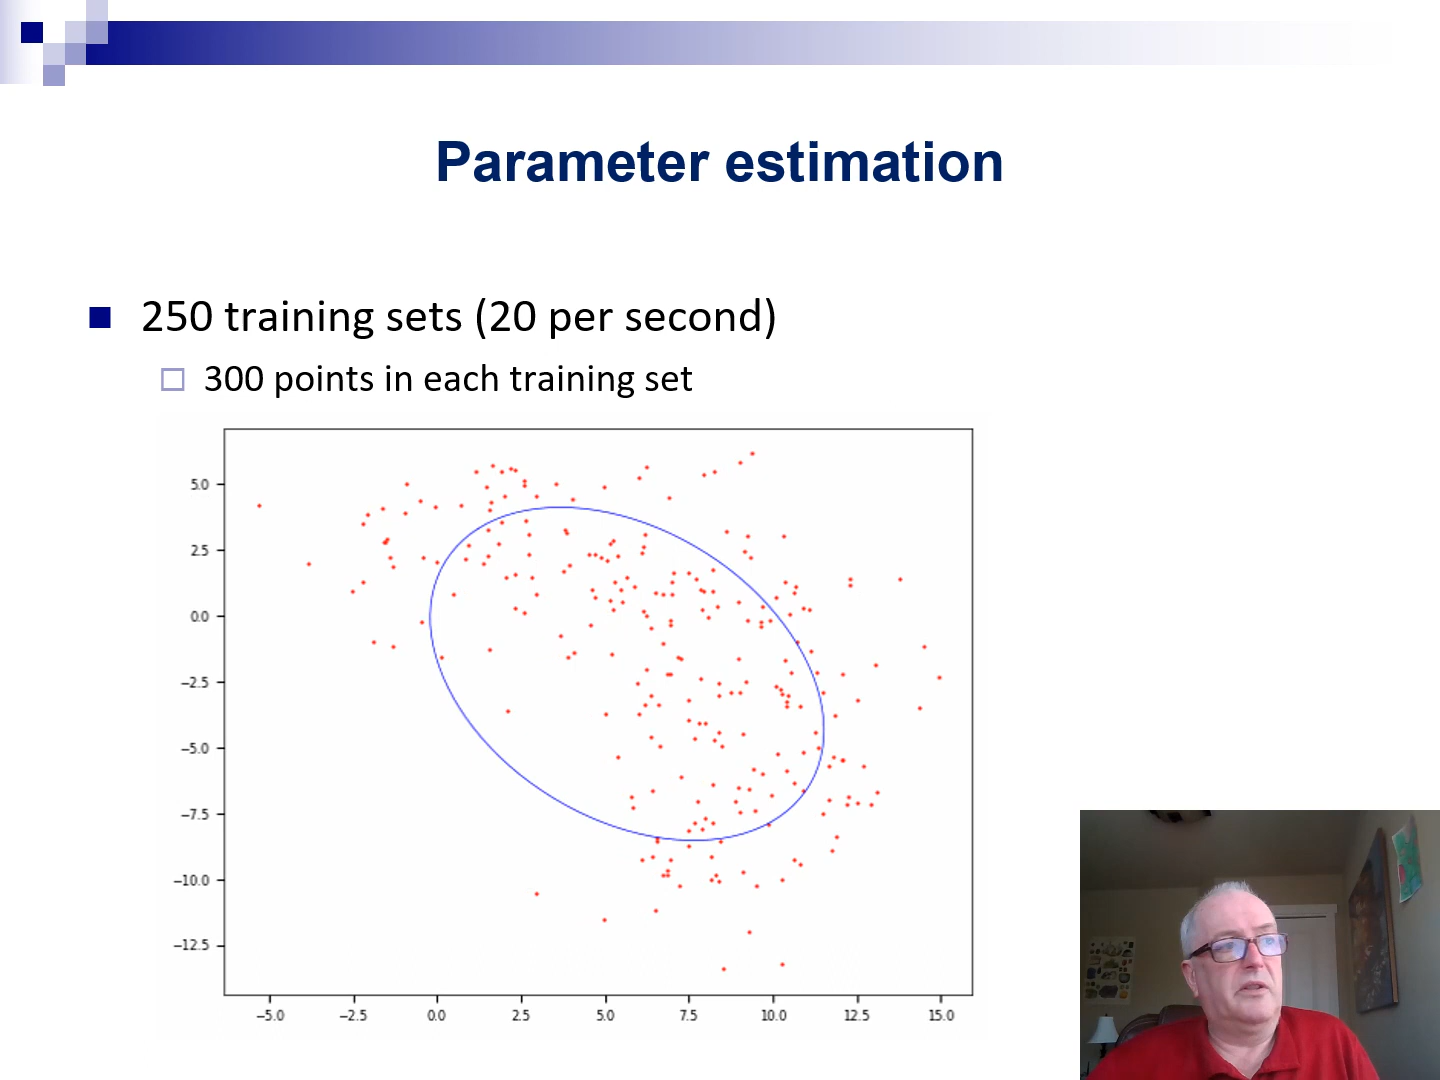 Parameter estimation
250 training sets (20 per second)
300 points in each training set
5.0
2.5
0.0
−2.5
−5.0
−7.5
−10.0
−12.5
−5.0 −2.5 0.0 2.5 5.0 7.5 10.0 12.5 15.0